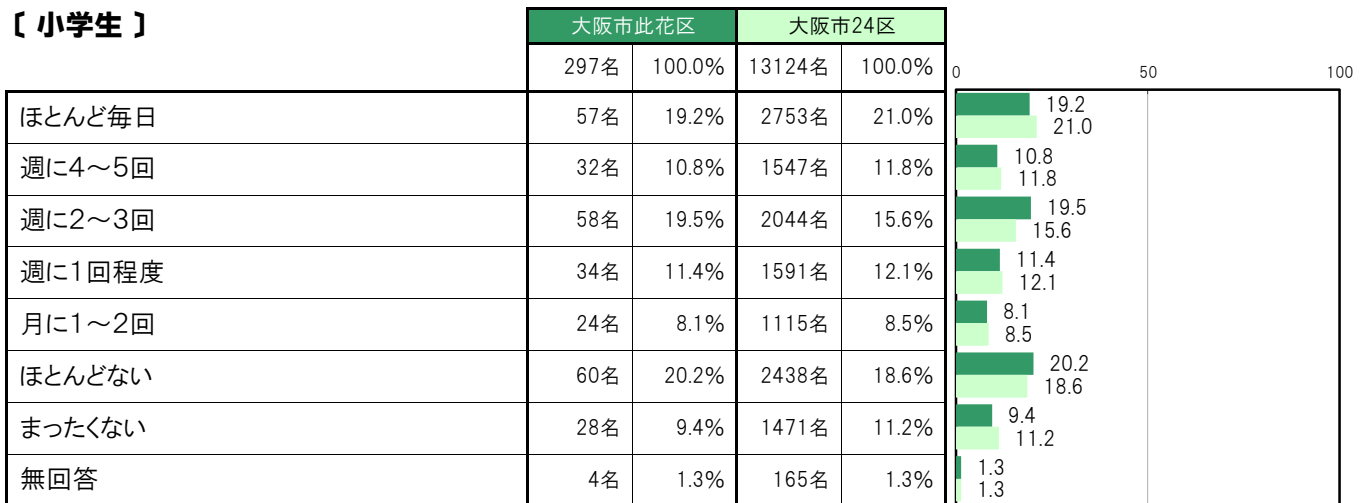 〔 小学生 〕
大阪市此花区 大阪市24区
297名 100.0% 13124名 100.0% 0 50 100
ほとんど毎日 57名 19.2% 2753名 21.0% 19.2
21.0
週に4～5回 32名 10.8% 1547名 11.8% 10.8
11.8
週に2～3回 58名 19.5% 2044名 15.6% 19.5
15.6
週に1回程度 34名 11.4% 1591名 12.1% 11.4
12.1
月に1～2回 24名 8.1% 1115名 8.5% 8.1
8.5
ほとんどない 60名 20.2% 2438名 18.6% 20.2
18.6
まったくない 28名 9.4% 1471名 11.2% 9.4
11.2
無回答 4名 1.3% 165名 1.3% 1.3
1.3